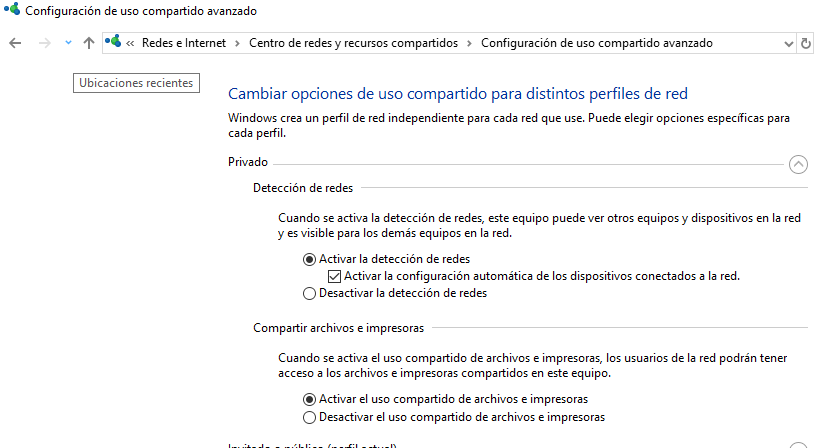 Configuración de uso compartido avanzado
« Redes e Internet > Centro de redes y recursos compartidos > Configuración de uso compartido avanzado
Ubicaciones recientes
Cambiar opciones de uso compartido para distintos perfiles de red
Windows crea un perfil de red independiente para cada red que use. Puede elegir opciones específicas para
cada perfil.
Privado
Detección de redes
Cuando se activa la detección de redes, este equipo puede ver otros equipos y dispositivos en la red
y es visible para los demás equipos en la red.
Activar la detección de redes
Activar la configuración automática de los dispositivos conectados a la red.
Desactivar la detección de redes
Compartir archivos e impresoras
Cuando se activa el uso compartido de archivos e impresoras, los usuarios de la red podrán tener
acceso a los archivos e impresoras compartidos en este equipo.
Activar el uso compartido de archivos e impresoras
Desactivar el uso compartido de archivos e impresoras
Invitado o público (perfil actual)